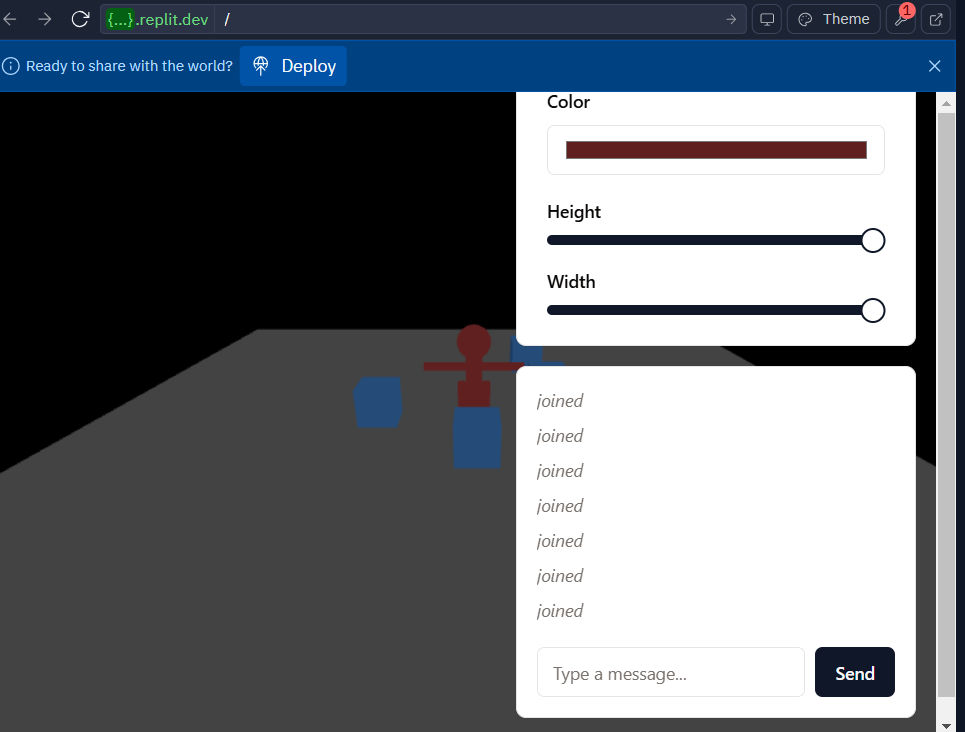 {...}.replit.dev /
Theme
1
Ready to share with the world?
Deploy
Color
Height
Width
joined
joined
joined
joined
joined
joined
joined
Type a message...
Send